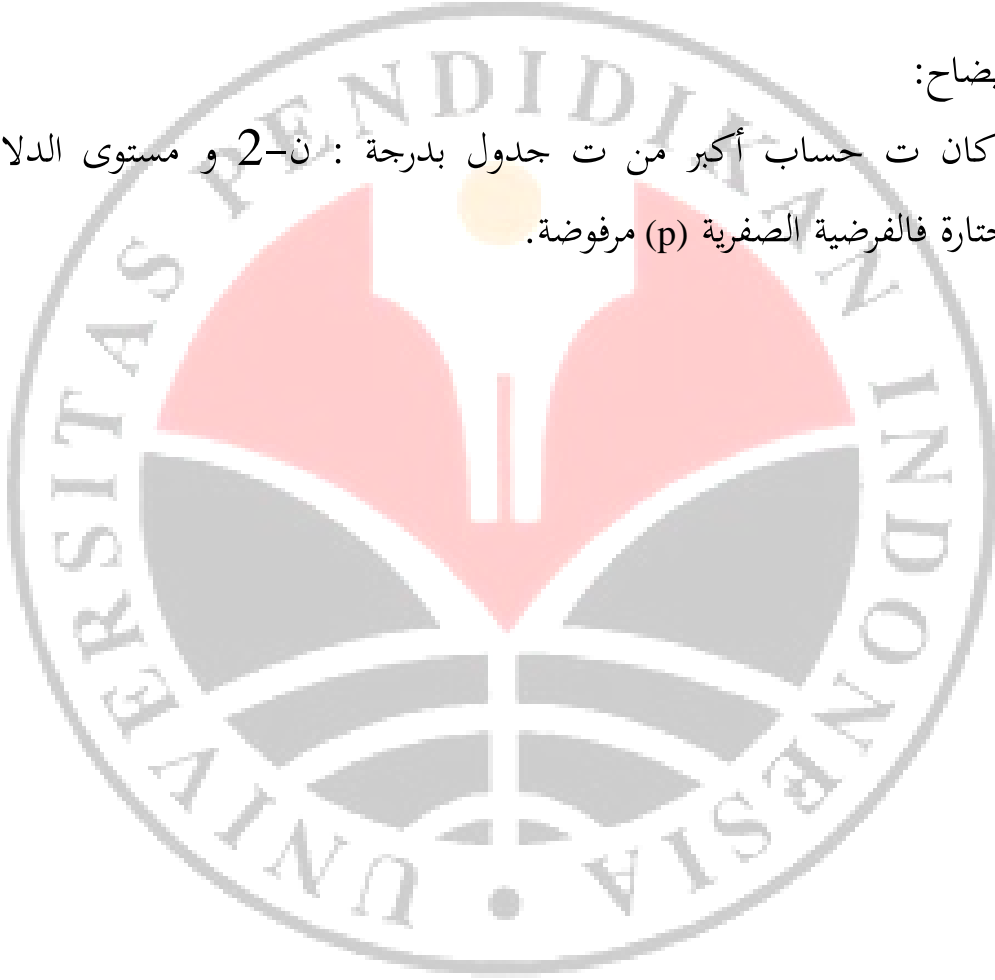 يضاح:
كان ت حساب أكبر من ت جدول بدرجة : ن-2 و مستوى الدلا
ختارة فالفرضية الصفرية (p) مرفوضة.
UNIVERSITAS PENDIDIKAN INDONESIA